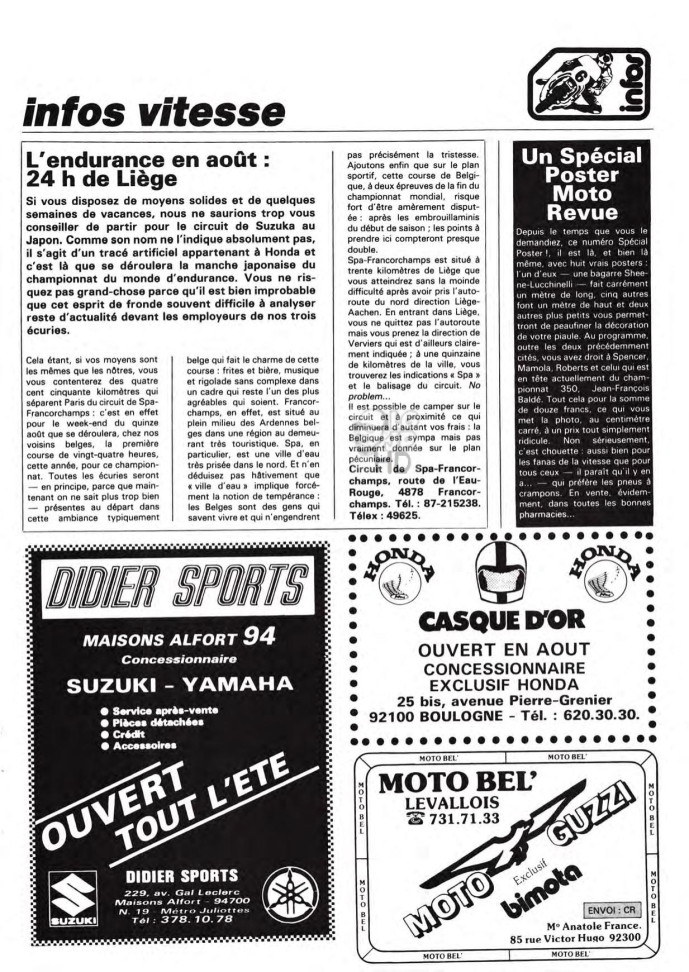 infos vitesse
infos
6
L'endurance en août :
24 h de Liège
Si vous disposez de moyens solides et de quelques
semaines de vacances, nous ne saurions trop vous
conseiller de partir pour le circuit de Suzuka au
Japon. Comme son nom ne l'indique absolument pas,
il s'agit d'un tracé artificiel appartenant à Honda et
c'est là que se déroulera la manche japonaise du
championnat du monde d'endurance. Vous ne ris-
quez pas grand-chose parce qu'il est bien improbable
que cet esprit de fronde souvent difficile à analyser
reste d'actualité devant les employeurs de nos trois
écuries.
Cela étant, si vos moyens sont
les mêmes que les nôtres, vous
vous contenterez des quatre
cent cinquante kilomètres qui
séparent Paris du circuit de Spa-
Francorchamps : c'est en effet
pour le week-end du quinze
août que se déroulera, chez nos
voisins belges, la première
course de vingt-quatre heures,
cette année, pour ce champion-
nat. Toutes les écuries seront
— en principe, parce que main-
tenant on ne sait plus trop bien
— présentes au départ dans
cette ambiance typiquement
belge qui fait le charme de cette
course : frites et bière, musique
et rigolade sans complexe dans
un cadre qui reste l'un des plus
agréables qui soient. Francor-
champs, en effet, est situé au
plein milieu des Ardennes bel-
ges dans une région au demeu-
rant très touristique. Spa, en
particulier, est une ville d'eau
très prisée dans le nord. Et n'en
déduisez pas hâtivement que
« ville d'eau » implique forcé-
ment la notion de tempérance :
les Belges sont des gens qui
savent vivre et qui n'engendrent
pas précisément la tristesse.
Ajoutons enfin que sur le plan
sportif, cette course de Belgi-
que, à deux épreuves de la fin du
championnat mondial, risque
fort d'être amèrement disput-
ée : après les embrouillaminis
du début de saison ; les points à
prendre ici compteront presque
double.
Spa-Francorchamps est situé à
trente kilomètres de Liège que
vous atteindrez sans la moinde
difficulté après avoir pris l'auto-
route du nord direction Liège-
Aachen. En entrant dans Liège,
vous ne quittez pas l'autoroute
mais vous prenez la direction de
Verviers qui est d'ailleurs claire-
ment indiquée ; à une quinzaine
de kilomètres de la ville, vous
trouverez les indications « Spa »
et le balisage du circuit. No
problem...
Il est possible de camper sur le
circuit et à proximité ce qui
diminue d'autant vos frais : la
Belgique est sympa mais pas
vraiment donnée sur le plan
pécuniaire.
Circuit de Spa-Francor-
champs, route de l'Eau-
Rouge, 4878 Francor-
champs. Tél. : 87-215238.
Télex : 49625.
Un Spécial
Poster
Moto
Revue
Depuis le temps que vous le
demandiez, ce numéro Spécial
Poster !, il est là, et bien là
même, avec huit vrais posters :
l'un d'eux — une bagarre Shee-
ne-Lucchinelli — fait carrément
un mètre de long, cinq autres
font un mètre de haut et deux
autres plus petits vous permet-
tront de peaufiner la décoration
de votre piaule. Au programme,
outre les deux précédemment
cités, vous avez droit à Spencer,
Mamola, Roberts et celui qui est
en tête actuellement du cham-
pionnat 350, Jean-François
Baldé. Tout cela pour la somme
de douze francs, ce qui vous
met la photo, au centimètre
carré, à un prix tout simplement
ridicule. Non sérieusement,
c'est chouette : aussi bien pour
les fanas de la vitesse que pour
tous ceux — il paraît qu'il y en
a... — qui préfère les pneus à
crampons. En vente, évidem-
ment, dans toutes les bonnes
pharmacies...
DIDIER SPORTS
MAISONS ALFORT 94
Concessionnaire
SUZUKI - YAMAHA
● Service après-vente
● Pièces détachées
● Crédit
● Accessoires
OUVERT
TOUT L'ETE
DIDIER SPORTS
229, av. Gal Leclerc
Maisons Alfort - 94700
N. 19 - Métro Juliottes
Tél : 378.10.78
SUZUKI
HONDA
HONDA
CASQUE D'OR
OUVERT EN AOUT
CONCESSIONNAIRE
EXCLUSIF HONDA
25 bis, avenue Pierre-Grenier
92100 BOULOGNE - Tél. : 620.30.30.
MOTO BEL' MOTO BEL'
MOTO BEL
MOTO BEL
MOTO BEL
MOTO BEL
MOTO BEL'
LEVALLOIS
☎ 731.71.33
MOTO GUZZI
Exclusif
bimota
ENVOI : CR
M° Anatole France.
85 rue Victor Hugo 92300
MOTO BEL' MOTO BEL'